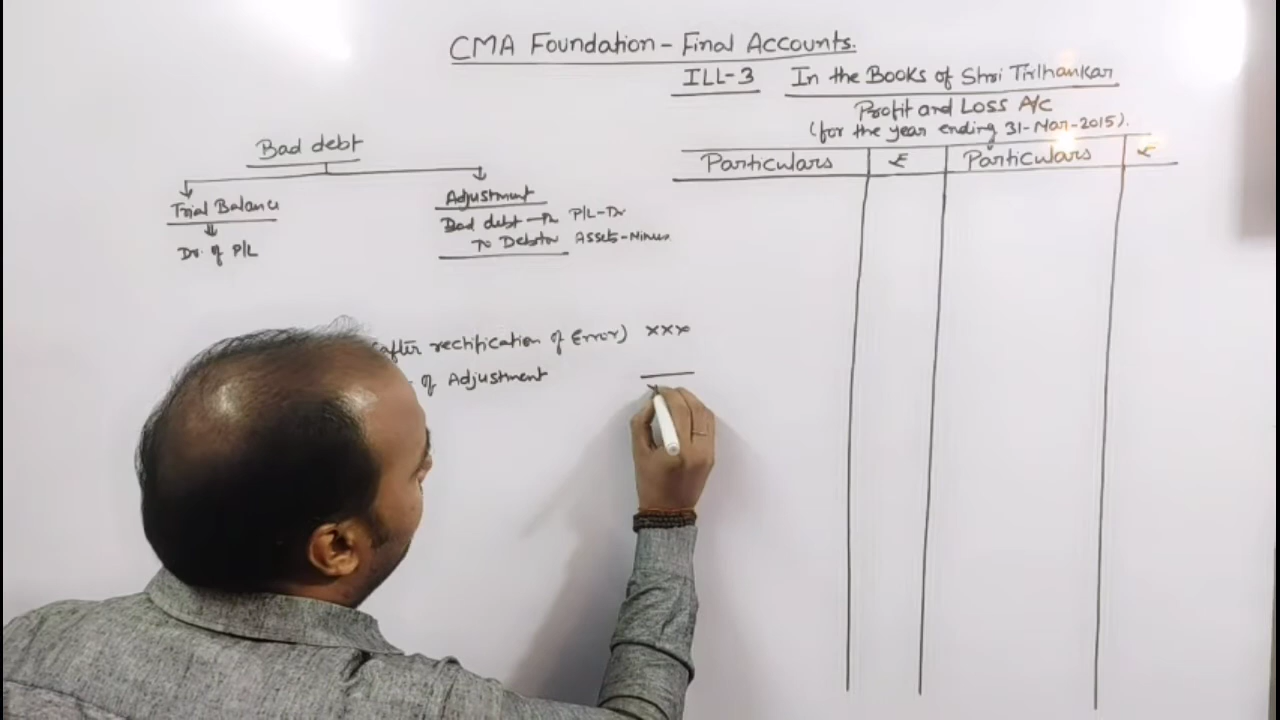 CMA Foundation - Final Accounts.
ILL-3 In the Books of Shri Tirthankar
Profit and Loss A/c
(for the year ending 31-Mar-2015).
Particulars ₹ Particulars ₹
Bad debt
Trial Balance
Dr. of P/L
Adjustment
Bad debt - Dr P/L-Dr
To Debtor Assets-Minus
(after rectification of Error) xxx
of Adjustment